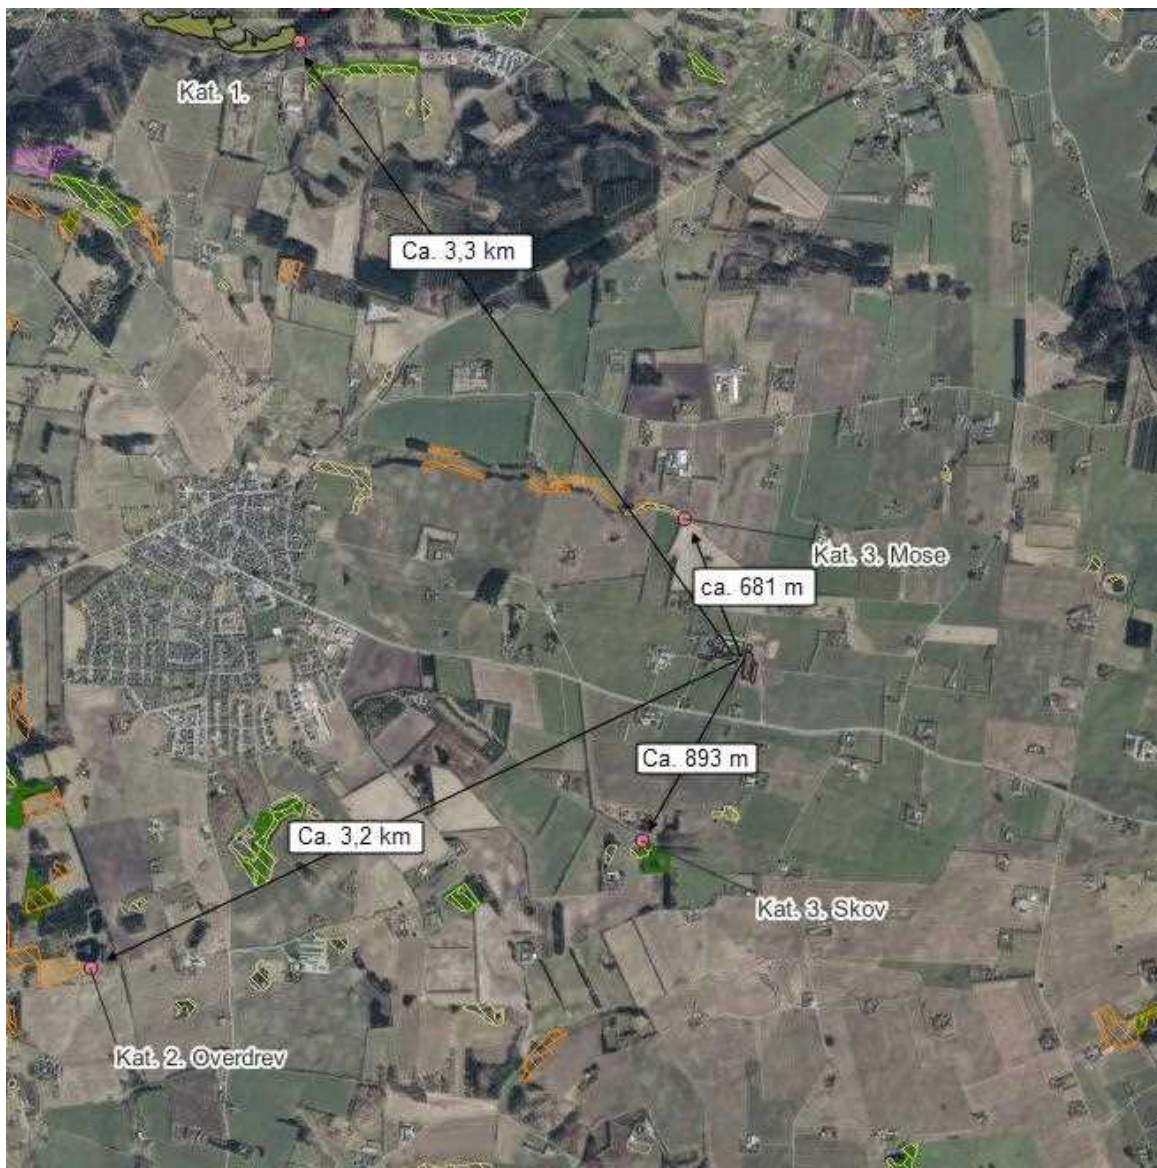 Kat. 1.
Ca. 3,3 km
Kat. 3. Mose
ca. 681 m
Ca. 893 m
Ca. 3,2 km
Kat. 3. Skov
Kat. 2. Overdrev